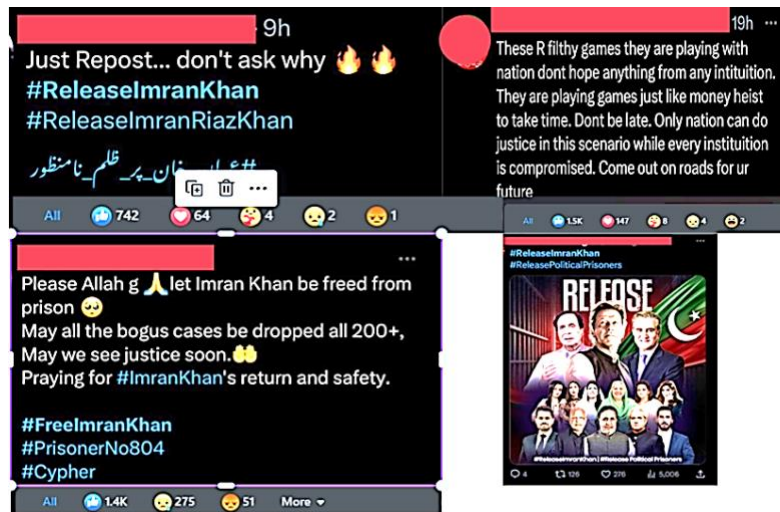 9h
Just Repost... don't ask why 🔥 🔥
#ReleaseImranKhan
#ReleaseImranRiazKhan
خان_پر_ظلم_نامنظور
All 742 64 4 2 1
19h
These R filthy games they are playing with
nation dont hope anything from any intituition.
They are playing games just like money heist
to take time. Dont be late. Only nation can do
justice in this scenario while every instituition
is compromised. Come out on roads for ur
future
All 1.5K 147 8 4 2
Please Allah g 🙏 let Imran Khan be freed from
prison 🥺
May all the bogus cases be dropped all 200+,
May we see justice soon.🤲
Praying for #ImranKhan's return and safety.
#FreeImranKhan
#PrisonerNo804
#Cypher
All 1.4K 275 51 More
#ReleaseImranKhan
#ReleasePoliticalPrisoners
RELEASE
#ReleaseImranKhan | #Release Political Prisoners
4 126 276 5,006